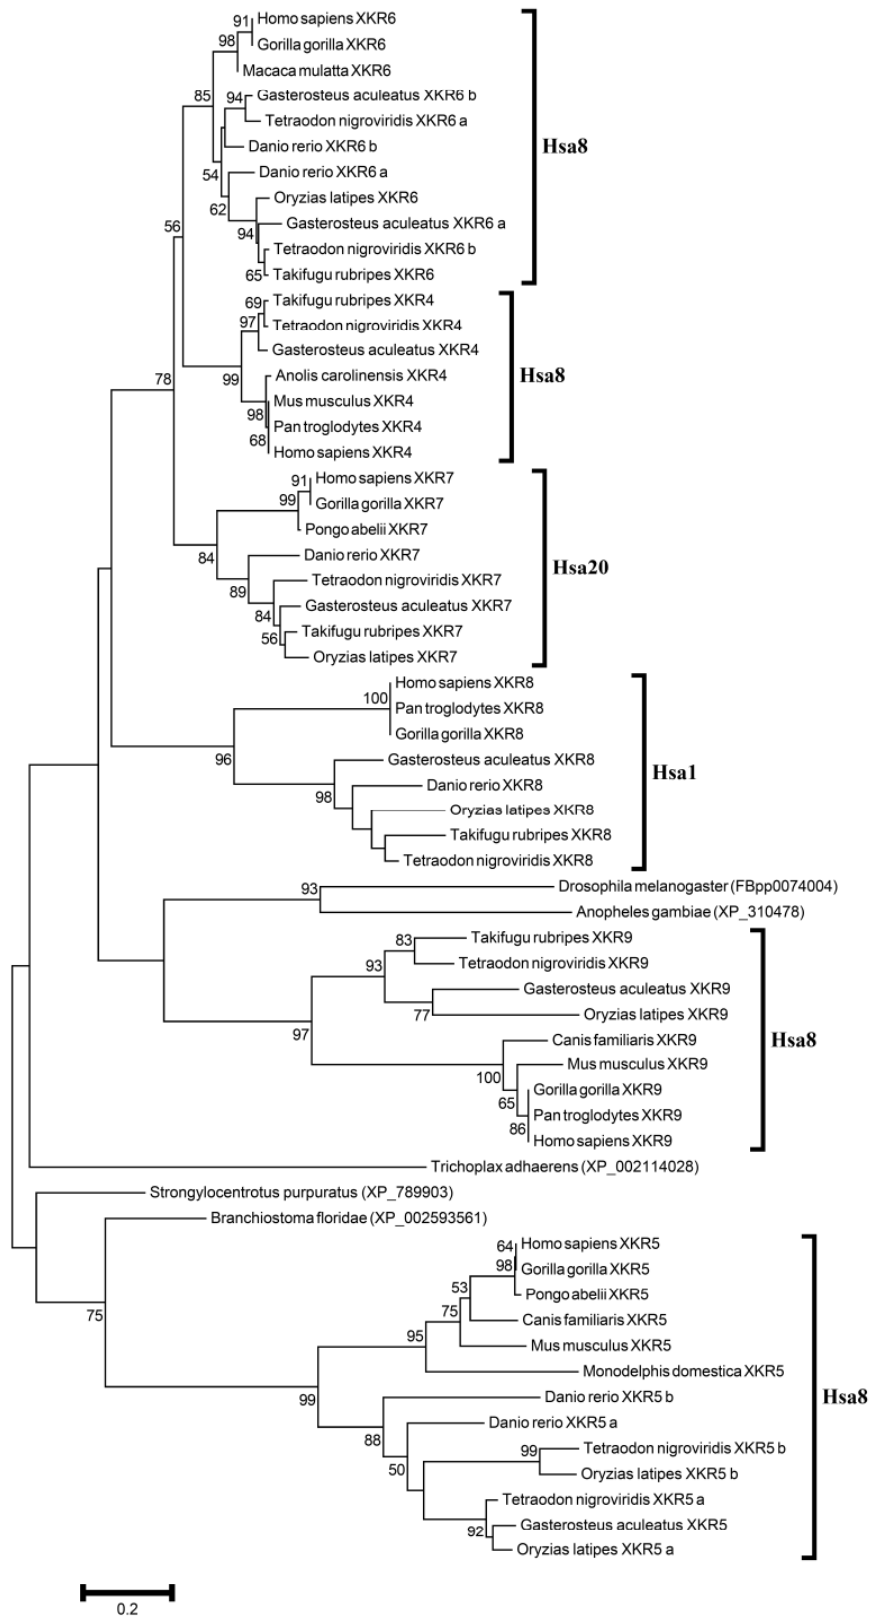 91
Homo sapiens XKR6
98
Gorilla gorilla XKR6
Macaca mulatta XKR6
85
94
Gasterosteus aculeatus XKR6 b
Tetraodon nigroviridis XKR6 a
Danio rerio XKR6 b
54
Danio rerio XKR6 a
Hsa8
62
Oryzias latipes XKR6
56
94
Gasterosteus aculeatus XKR6 a
Tetraodon nigroviridis XKR6 b
65
Takifugu rubripes XKR6
69
Takifugu rubripes XKR4
97
Tetraodon nigroviridis XKR4
Gasterosteus aculeatus XKR4
78
99
Anolis carolinensis XKR4
Hsa8
Mus musculus XKR4
98
Pan troglodytes XKR4
68
Homo sapiens XKR4
91
Homo sapiens XKR7
99
Gorilla gorilla XKR7
Pongo abelii XKR7
84
Danio rerio XKR7
Hsa20
89
Tetraodon nigroviridis XKR7
84
Gasterosteus aculeatus XKR7
56
Takifugu rubripes XKR7
Oryzias latipes XKR7
Homo sapiens XKR8
100
Pan troglodytes XKR8
Gorilla gorilla XKR8
96
Gasterosteus aculeatus XKR8
Hsa1
98
Danio rerio XKR8
Oryzias latipes XKR8
Takifugu rubripes XKR8
Tetraodon nigroviridis XKR8
93
Drosophila melanogaster (FBpp0074004)
Anopheles gambiae (XP_310478)
83
Takifugu rubripes XKR9
93
Tetraodon nigroviridis XKR9
Gasterosteus aculeatus XKR9
77
Oryzias latipes XKR9
97
Canis familiaris XKR9
Hsa8
100
Mus musculus XKR9
65
Gorilla gorilla XKR9
86
Pan troglodytes XKR9
Homo sapiens XKR9
Trichoplax adhaerens (XP_002114028)
Strongylocentrotus purpuratus (XP_789903)
Branchiostoma floridae (XP_002593561)
75
64
Homo sapiens XKR5
98
Gorilla gorilla XKR5
53
Pongo abelii XKR5
75
Canis familiaris XKR5
95
Mus musculus XKR5
Monodelphis domestica XKR5
99
Danio rerio XKR5 b
Hsa8
88
Danio rerio XKR5 a
99
Tetraodon nigroviridis XKR5 b
50
Oryzias latipes XKR5 b
Tetraodon nigroviridis XKR5 a
92
Gasterosteus aculeatus XKR5
Oryzias latipes XKR5 a
0.2